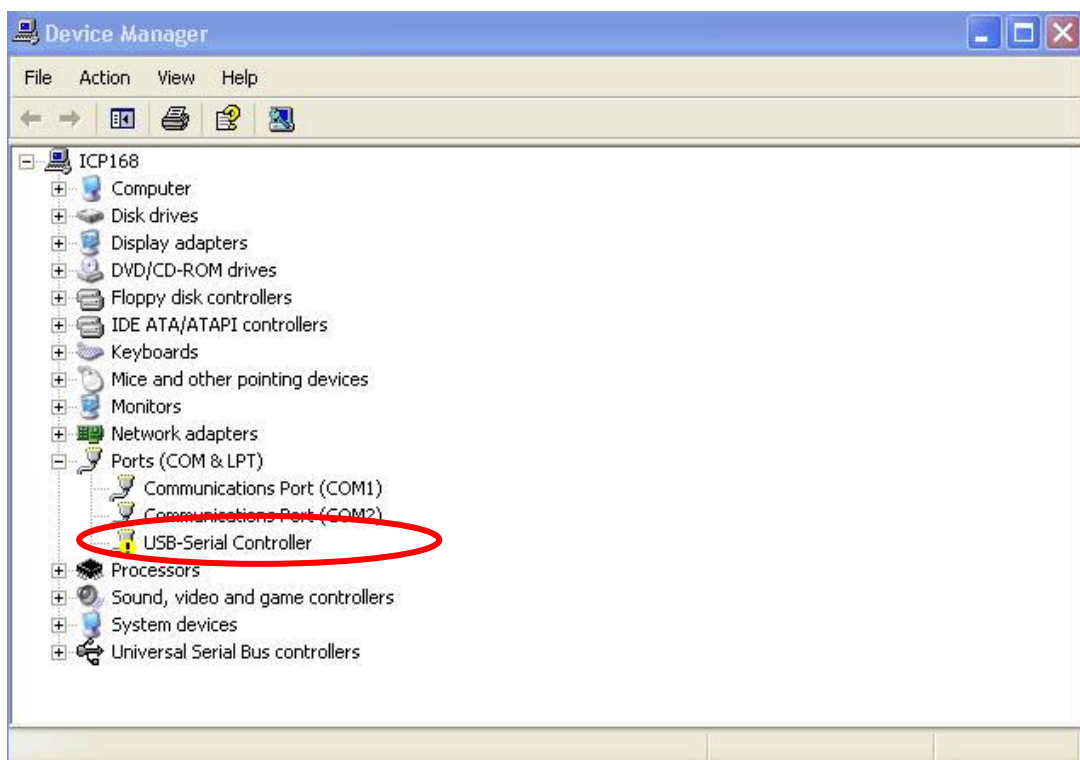 Device Manager
File Action View Help
ICP168
Computer
Disk drives
Display adapters
DVD/CD-ROM drives
Floppy disk controllers
IDE ATA/ATAPI controllers
Keyboards
Mice and other pointing devices
Monitors
Network adapters
Ports (COM & LPT)
Communications Port (COM1)
Communications Port (COM2)
USB-Serial Controller
Processors
Sound, video and game controllers
System devices
Universal Serial Bus controllers